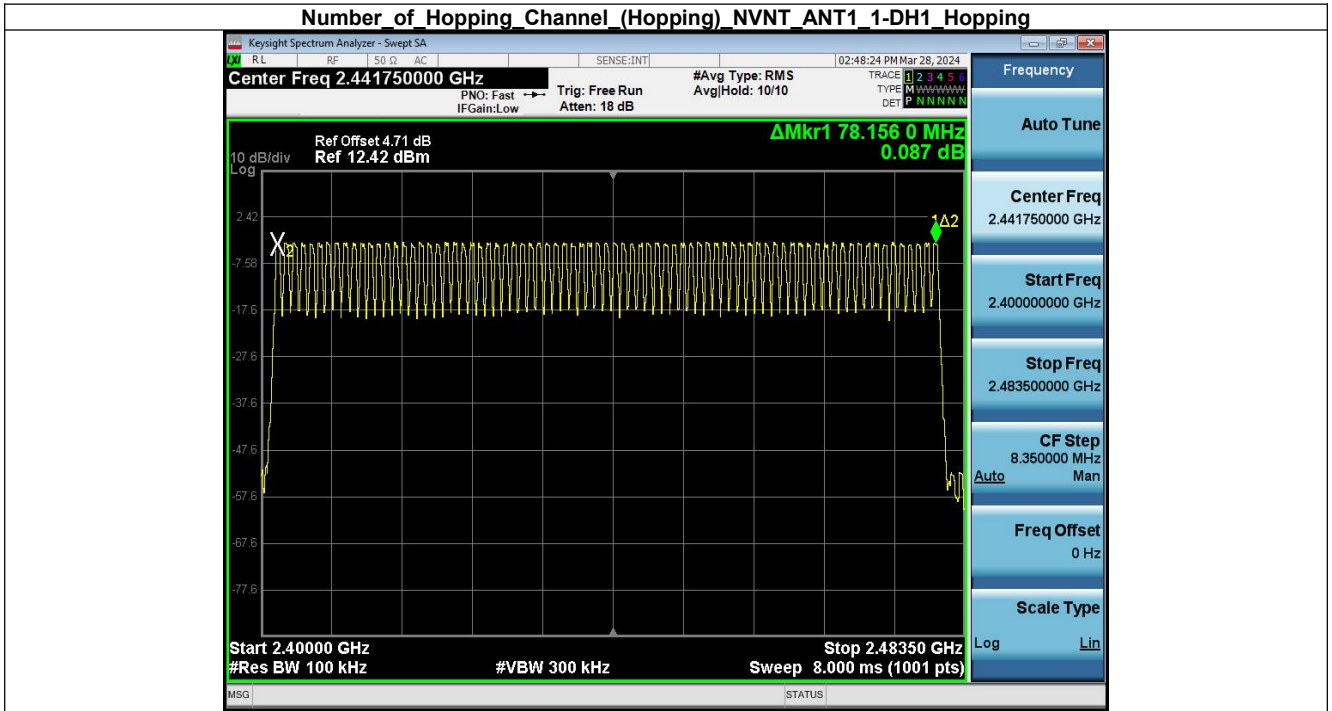 Number_of_Hopping_Channel_(Hopping)_NVNT_ANT1_1-DH1_Hopping
Keysight Spectrum Analyzer - Swept SA
LXI RL RF 50 Ω AC SENSE:INT 02:48:24 PM Mar 28, 2024
Center Freq 2.441750000 GHz
PNO: Fast
IFGain:Low
Trig: Free Run
Atten: 18 dB
#Avg Type: RMS
Avg|Hold: 10/10
TRACE 1 2 3 4 5 6
TYPE M WWWWW
DET P N N N N N
Ref Offset 4.71 dB
10 dB/div Ref 12.42 dBm
Log
ΔMkr1 78.156 0 MHz
0.087 dB
2.42
-7.58
-17.6
-27.6
-37.6
-47.6
-57.6
-67.6
-77.6
X2
1Δ2
Start 2.40000 GHz Stop 2.48350 GHz
#Res BW 100 kHz #VBW 300 kHz Sweep 8.000 ms (1001 pts)
MSG STATUS
Frequency
Auto Tune
Center Freq
2.441750000 GHz
Start Freq
2.400000000 GHz
Stop Freq
2.483500000 GHz
CF Step
8.350000 MHz
Auto Man
Freq Offset
0 Hz
Scale Type
Log Lin